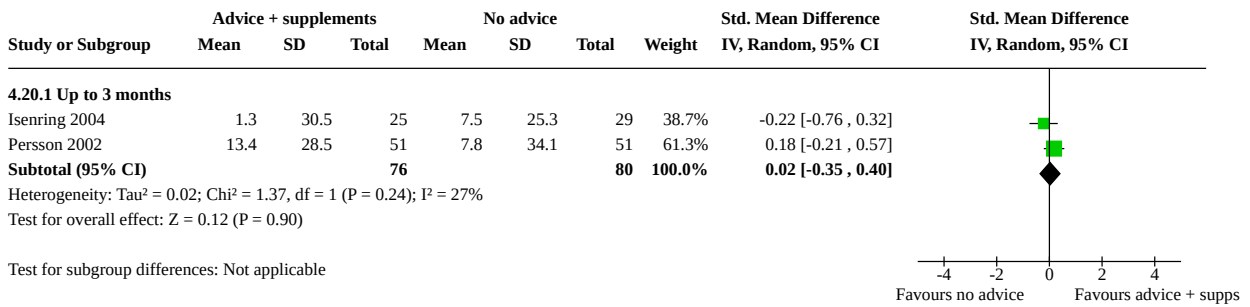 Advice + supplements No advice Std. Mean Difference Std. Mean Difference
Study or Subgroup Mean SD Total Mean SD Total Weight IV, Random, 95% CI IV, Random, 95% CI
4.20.1 Up to 3 months
Isenring 2004 1.3 30.5 25 7.5 25.3 29 38.7% -0.22 [-0.76 , 0.32]
Persson 2002 13.4 28.5 51 7.8 34.1 51 61.3% 0.18 [-0.21 , 0.57]
Subtotal (95% CI) 76 80 100.0% 0.02 [-0.35 , 0.40]
Heterogeneity: Tau² = 0.02; Chi² = 1.37, df = 1 (P = 0.24); I² = 27%
Test for overall effect: Z = 0.12 (P = 0.90)
Test for subgroup differences: Not applicable
-4 -2 0 2 4
Favours no advice Favours advice + supps